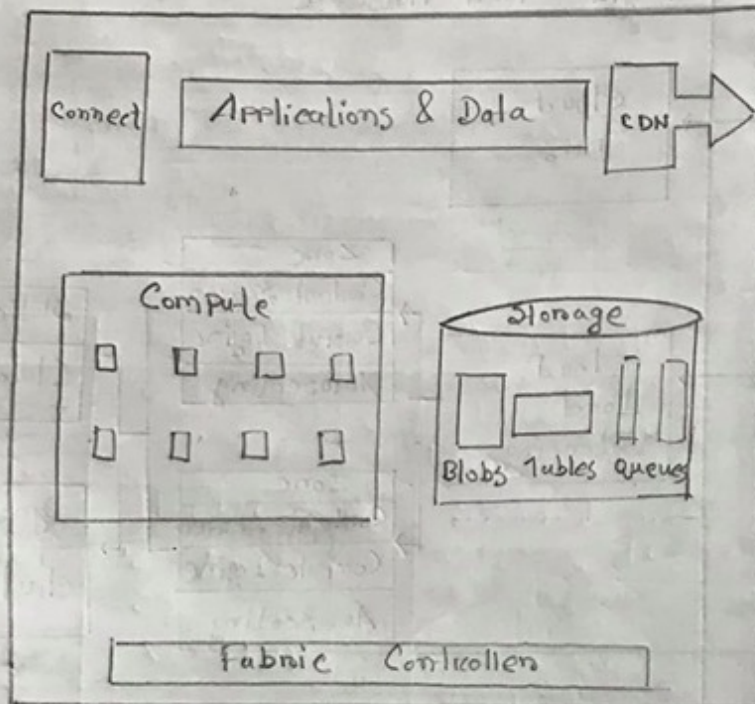 Connect
Applications & Data
CDN
Compute
Storage
Blobs Tables Queues
Fabric Controller